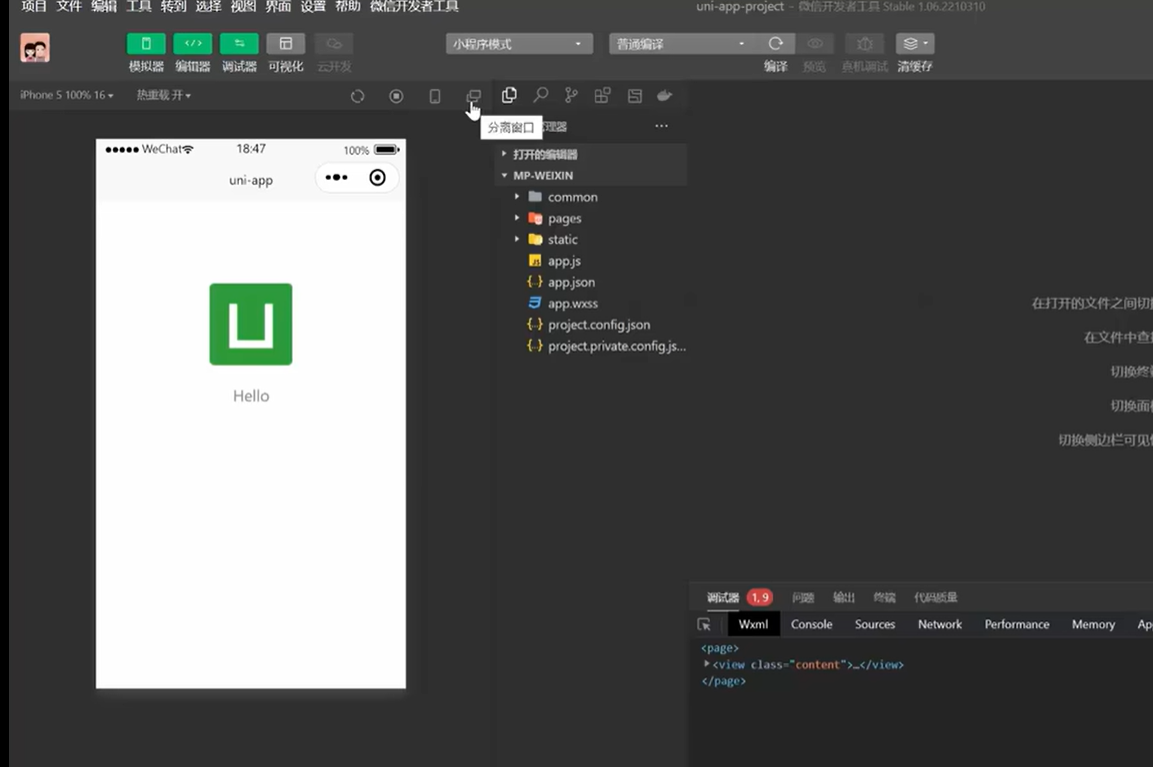 项目 文件 编辑 工具 转到 选择 视图 界面 设置 帮助 微信开发者工具
uni-app-project - 微信开发者工具 Stable 1.06.2210310
小程序模式
普通编译
模拟器 编辑器 调试器 可视化 云开发
编译 预览 真机调试 清缓存
iPhone 5 100% 16
热重载 开
分离窗口
理器
打开的编辑器
MP-WEIXIN
common
pages
static
app.js
app.json
app.wxss
project.config.json
project.private.config.js...
WeChat
18:47
100%
uni-app
Hello
在打开的文件之间切
在文件中查
切换终
切换面
切换侧边栏可见
调试器 1, 9 问题 输出 终端 代码质量
Wxml Console Sources Network Performance Memory Ap
<page>
<view class="content">…</view>
</page>